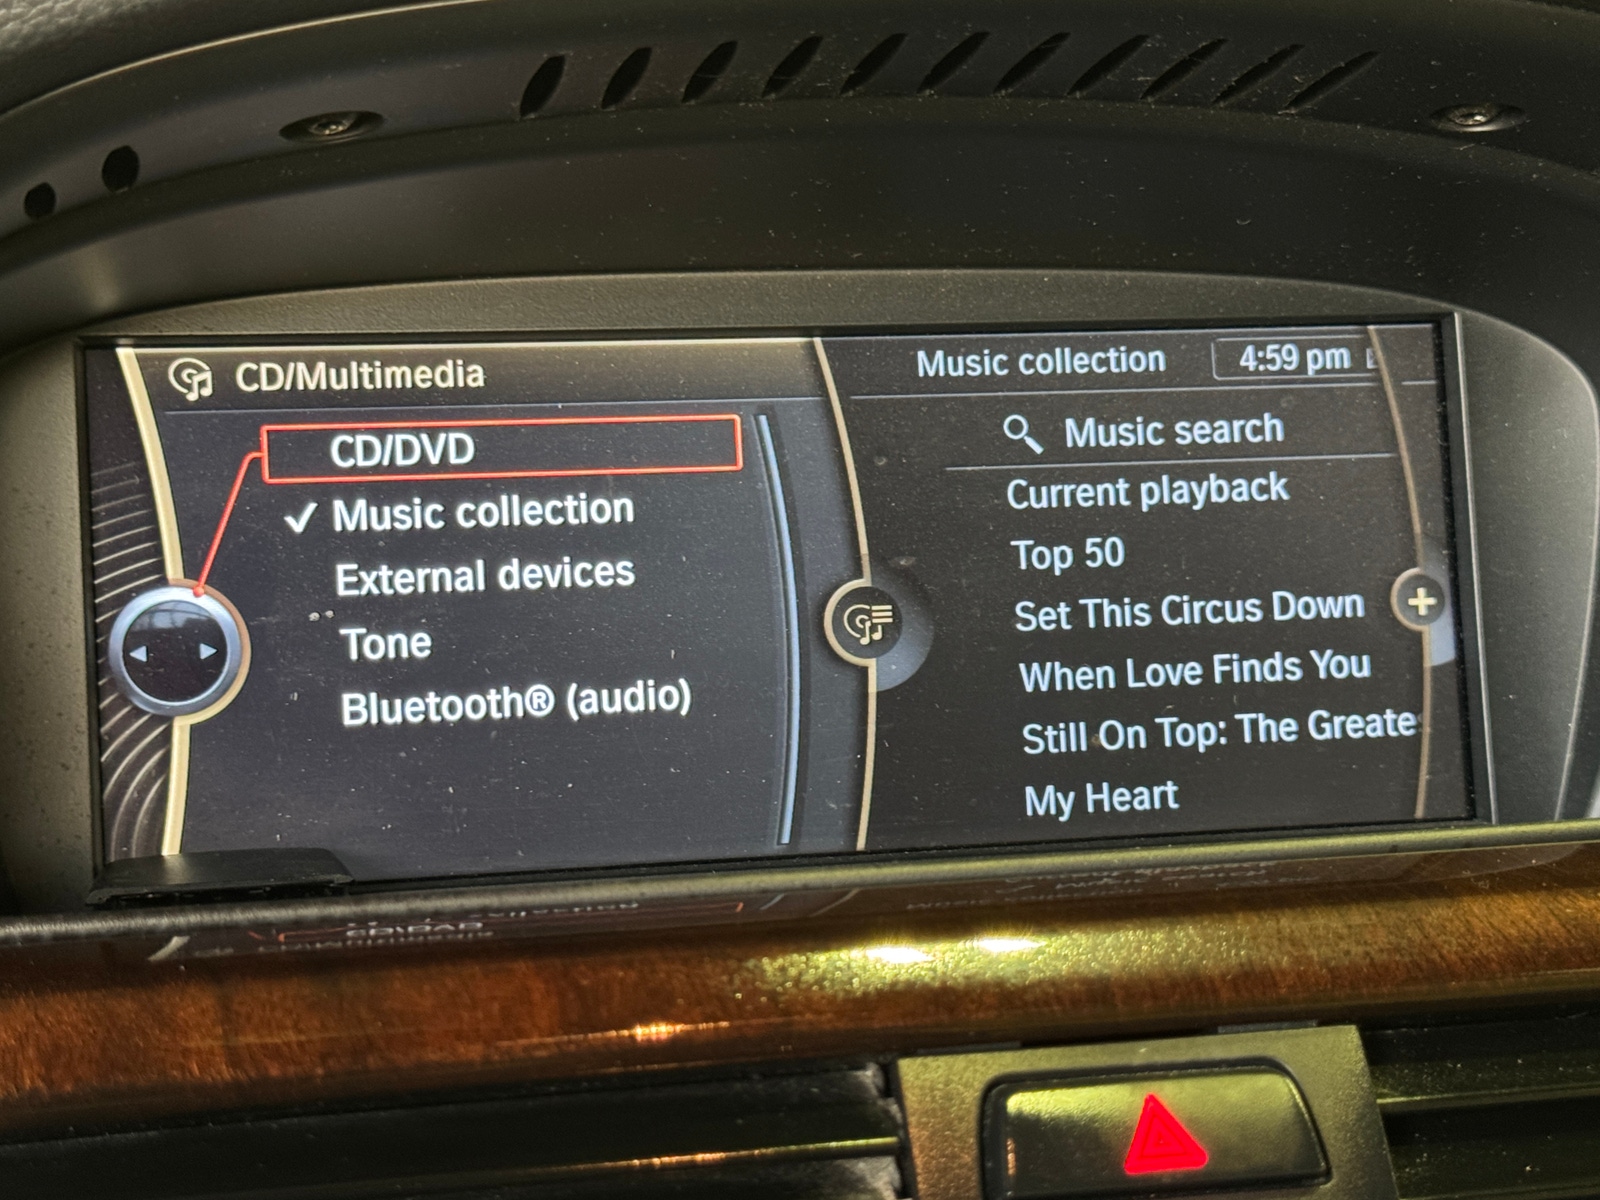 CD/Multimedia
CD/DVD
✓ Music collection
External devices
Tone
Bluetooth® (audio)
Music collection
4:59 pm
Music search
Current playback
Top 50
Set This Circus Down
When Love Finds You
Still On Top: The Greate
My Heart